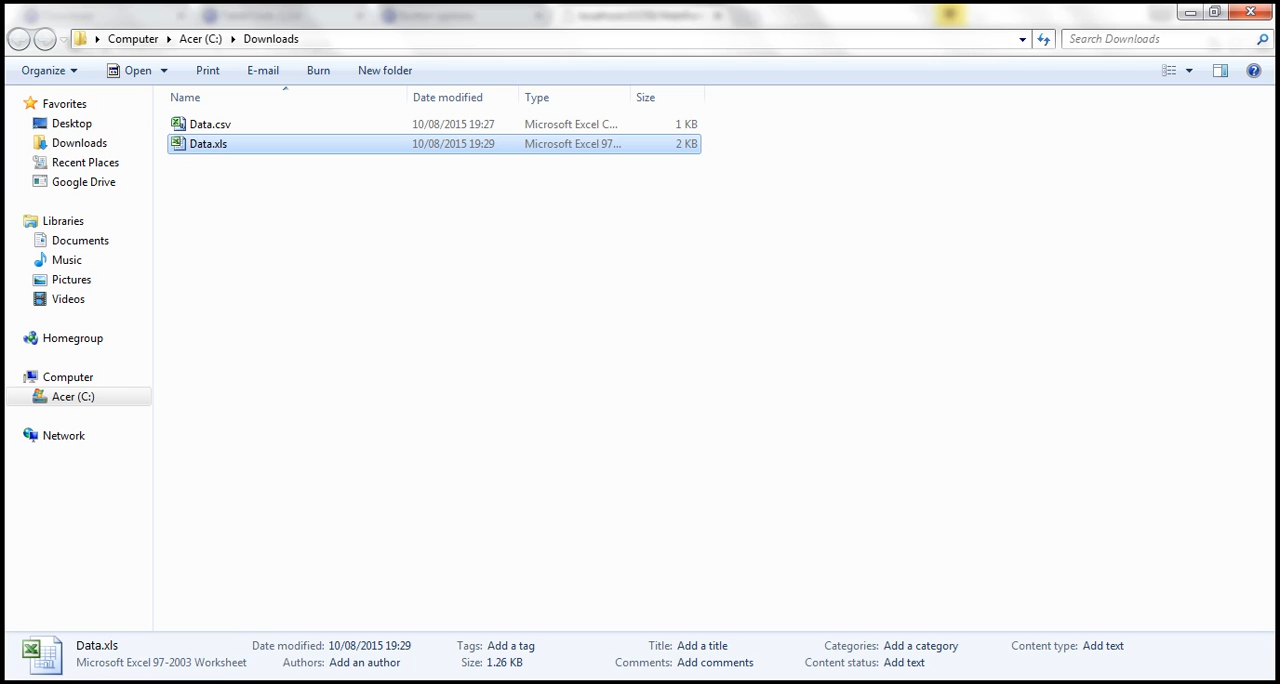 Computer Acer (C:) Downloads Search Downloads
Organize Open Print E-mail Burn New folder
Name Date modified Type Size
Favorites
Desktop
Downloads
Recent Places
Google Drive
Libraries
Documents
Music
Pictures
Videos
Homegroup
Computer
Acer (C:)
Network
Data.csv 10/08/2015 19:27 Microsoft Excel C... 1 KB
Data.xls 10/08/2015 19:29 Microsoft Excel 97... 2 KB
Data.xls Date modified: 10/08/2015 19:29 Tags: Add a tag Title: Add a title Categories: Add a category Content type: Add text
Microsoft Excel 97-2003 Worksheet Authors: Add an author Size: 1.26 KB Comments: Add comments Content status: Add text